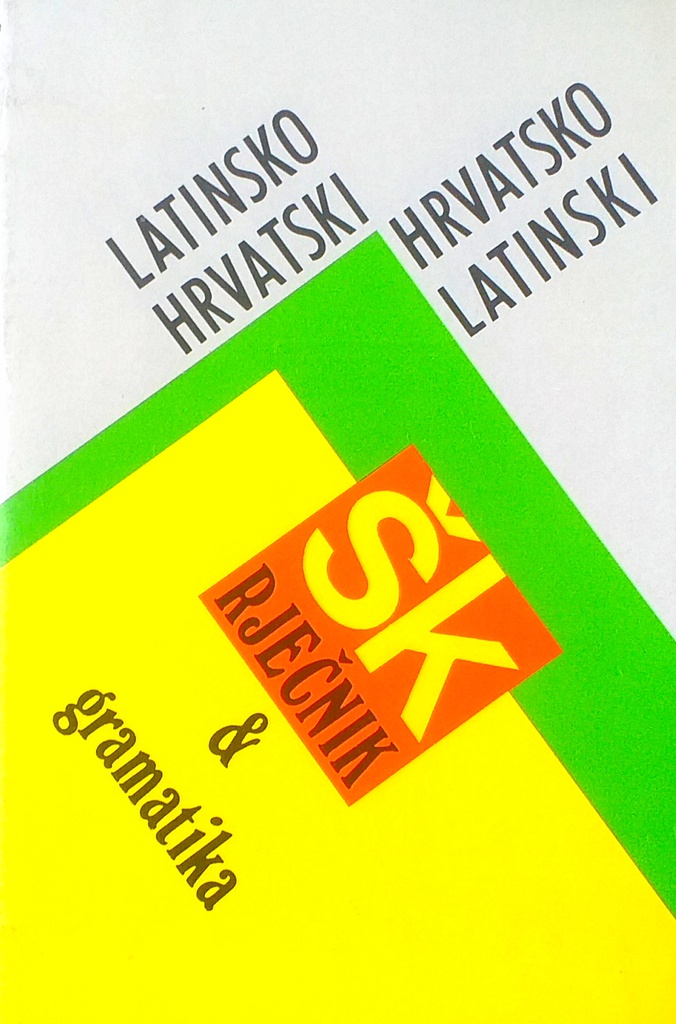 LATINSKO
HRVATSKI
HRVATSKO
LATINSKI
ŠK
RJEČNIK
&
gramatika